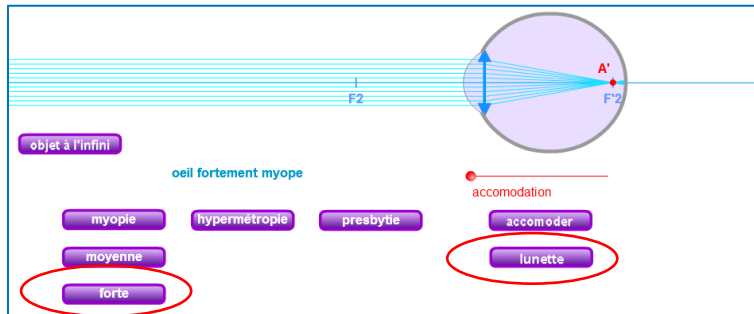 A'
F2
F'2
objet à l'infini
oeil fortement myope
accomodation
myopie
hypermétropie
presbytie
accomoder
moyenne
lunette
forte